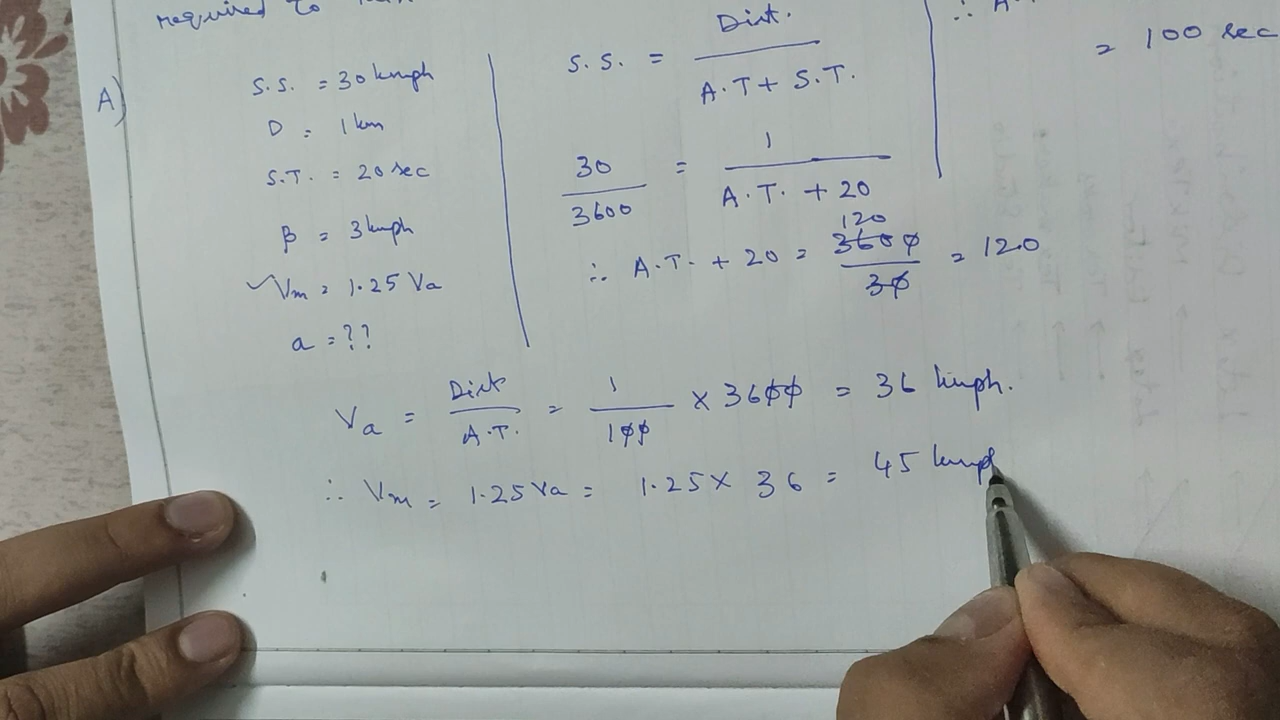 required to
A)
S.S. = 30 kmph
D = 1 km
S.T. = 20 sec
β = 3 kmph
Vm = 1.25 Va
a = ??
S.S. = Dist. / A.T + S.T.
30 / 3600 = 1 / A.T. + 20
∴ A.T. + 20 = 120 3600 / 30 = 120
∴ A.T.
= 100 sec
Va = Dist / A.T. = 1 / 100 × 3600 = 36 kmph.
∴ Vm = 1.25 Va = 1.25 × 36 = 45 kmph